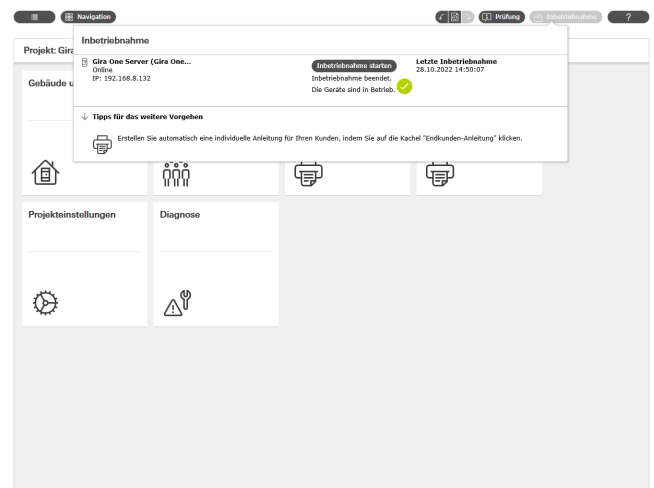 Navigation
Prüfung
Inbetriebnahme
?
Projekt: Gira
Inbetriebnahme
Gira One Server (Gira One...
Online
IP: 192.168.8.132
Inbetriebnahme starten
Inbetriebnahme beendet.
Die Geräte sind in Betrieb.
Letzte Inbetriebnahme
28.10.2022 14:50:07
Tipps für das weitere Vorgehen
Erstellen Sie automatisch eine individuelle Anleitung für Ihren Kunden, indem Sie auf die Kachel "Endkunden-Anleitung" klicken.
Gebäude u
Projekteinstellungen
Diagnose